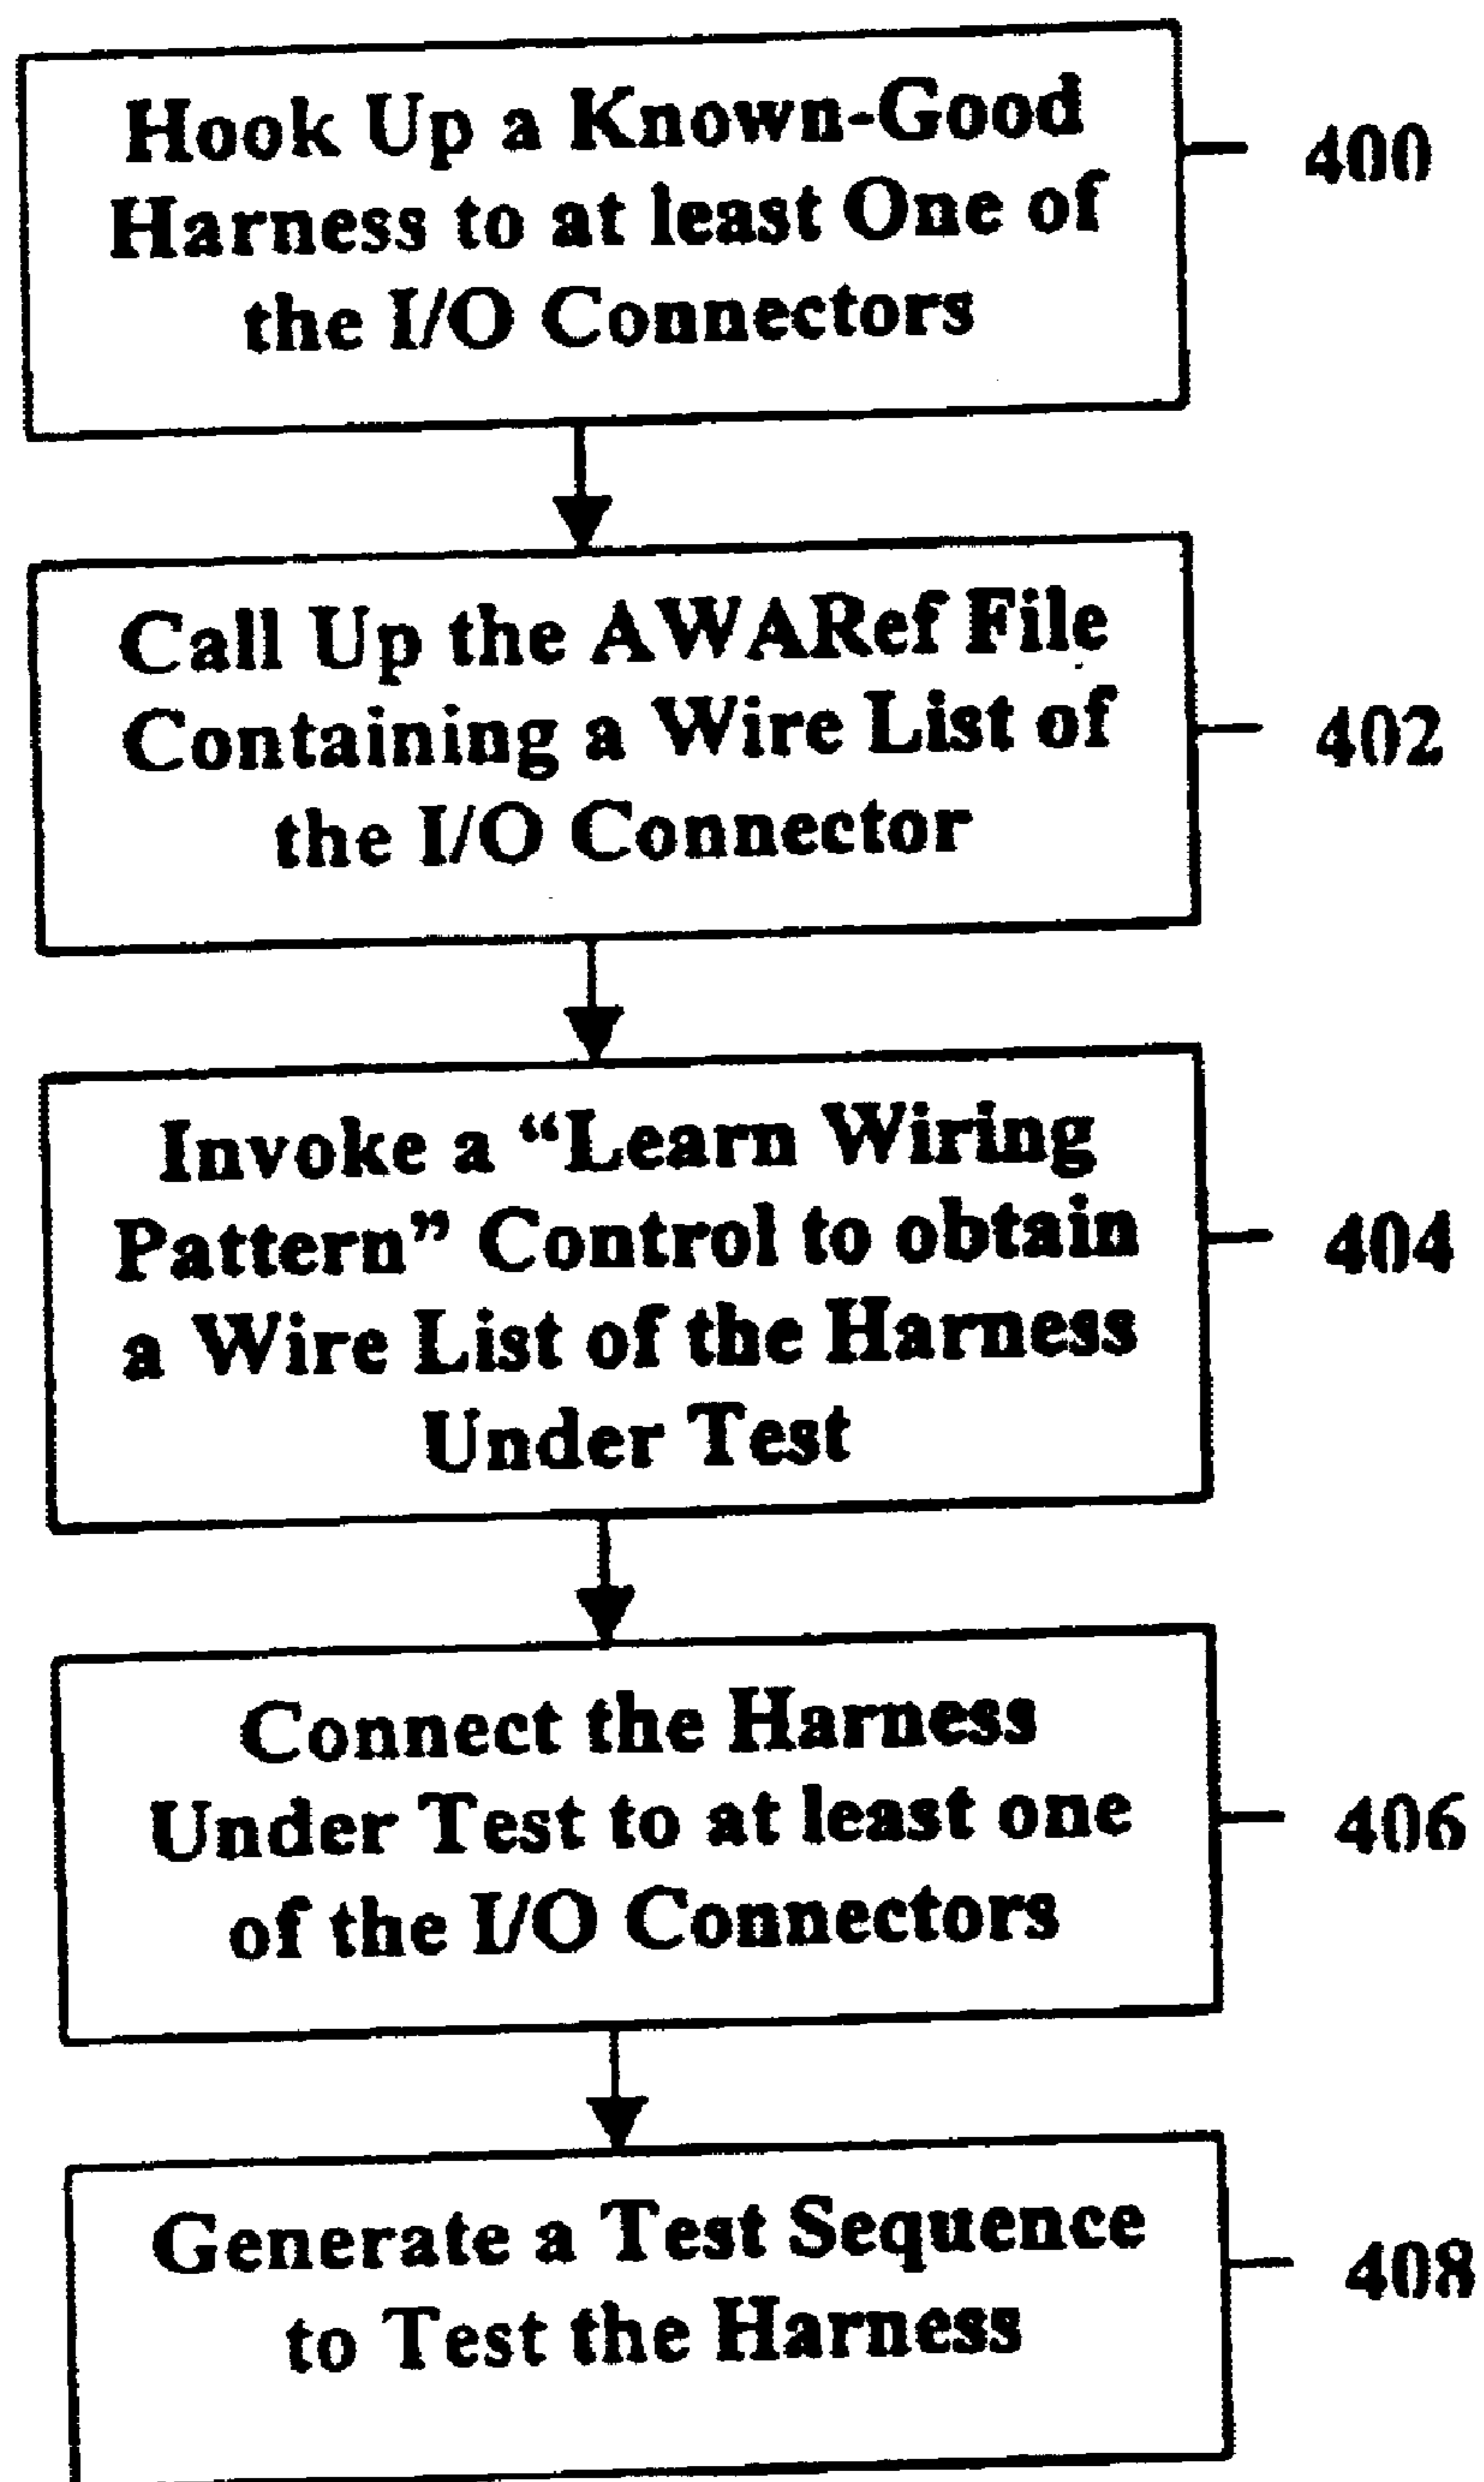 Hook Up a Known-Good
Harness to at least One of
the I/O Connectors
400
Call Up the AWARef File
Containing a Wire List of
the I/O Connector
402
Invoke a “Learn Wiring
Pattern” Control to obtain
a Wire List of the Harness
Under Test
404
Connect the Harness
Under Test to at least one
of the I/O Connectors
406
Generate a Test Sequence
to Test the Harness
408